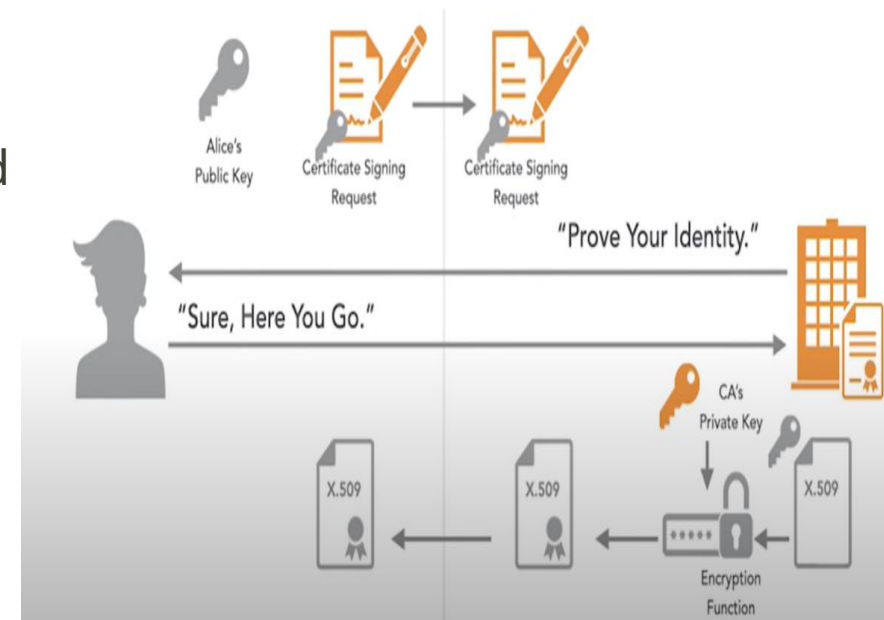 d
Alice's
Public Key
Certificate Signing
Request
Certificate Signing
Request
"Prove Your Identity."
"Sure, Here You Go."
CA's
Private Key
X.509
X.509
X.509
*****
Encryption
Function